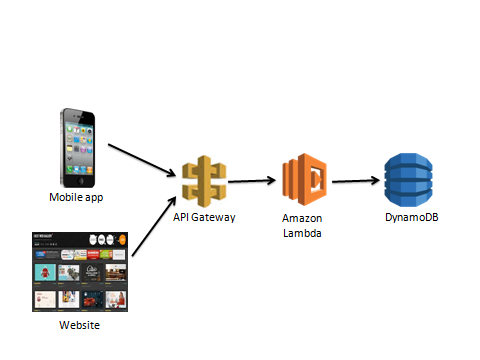 Mobile app
API Gateway
Amazon
Lambda
DynamoDB
Website